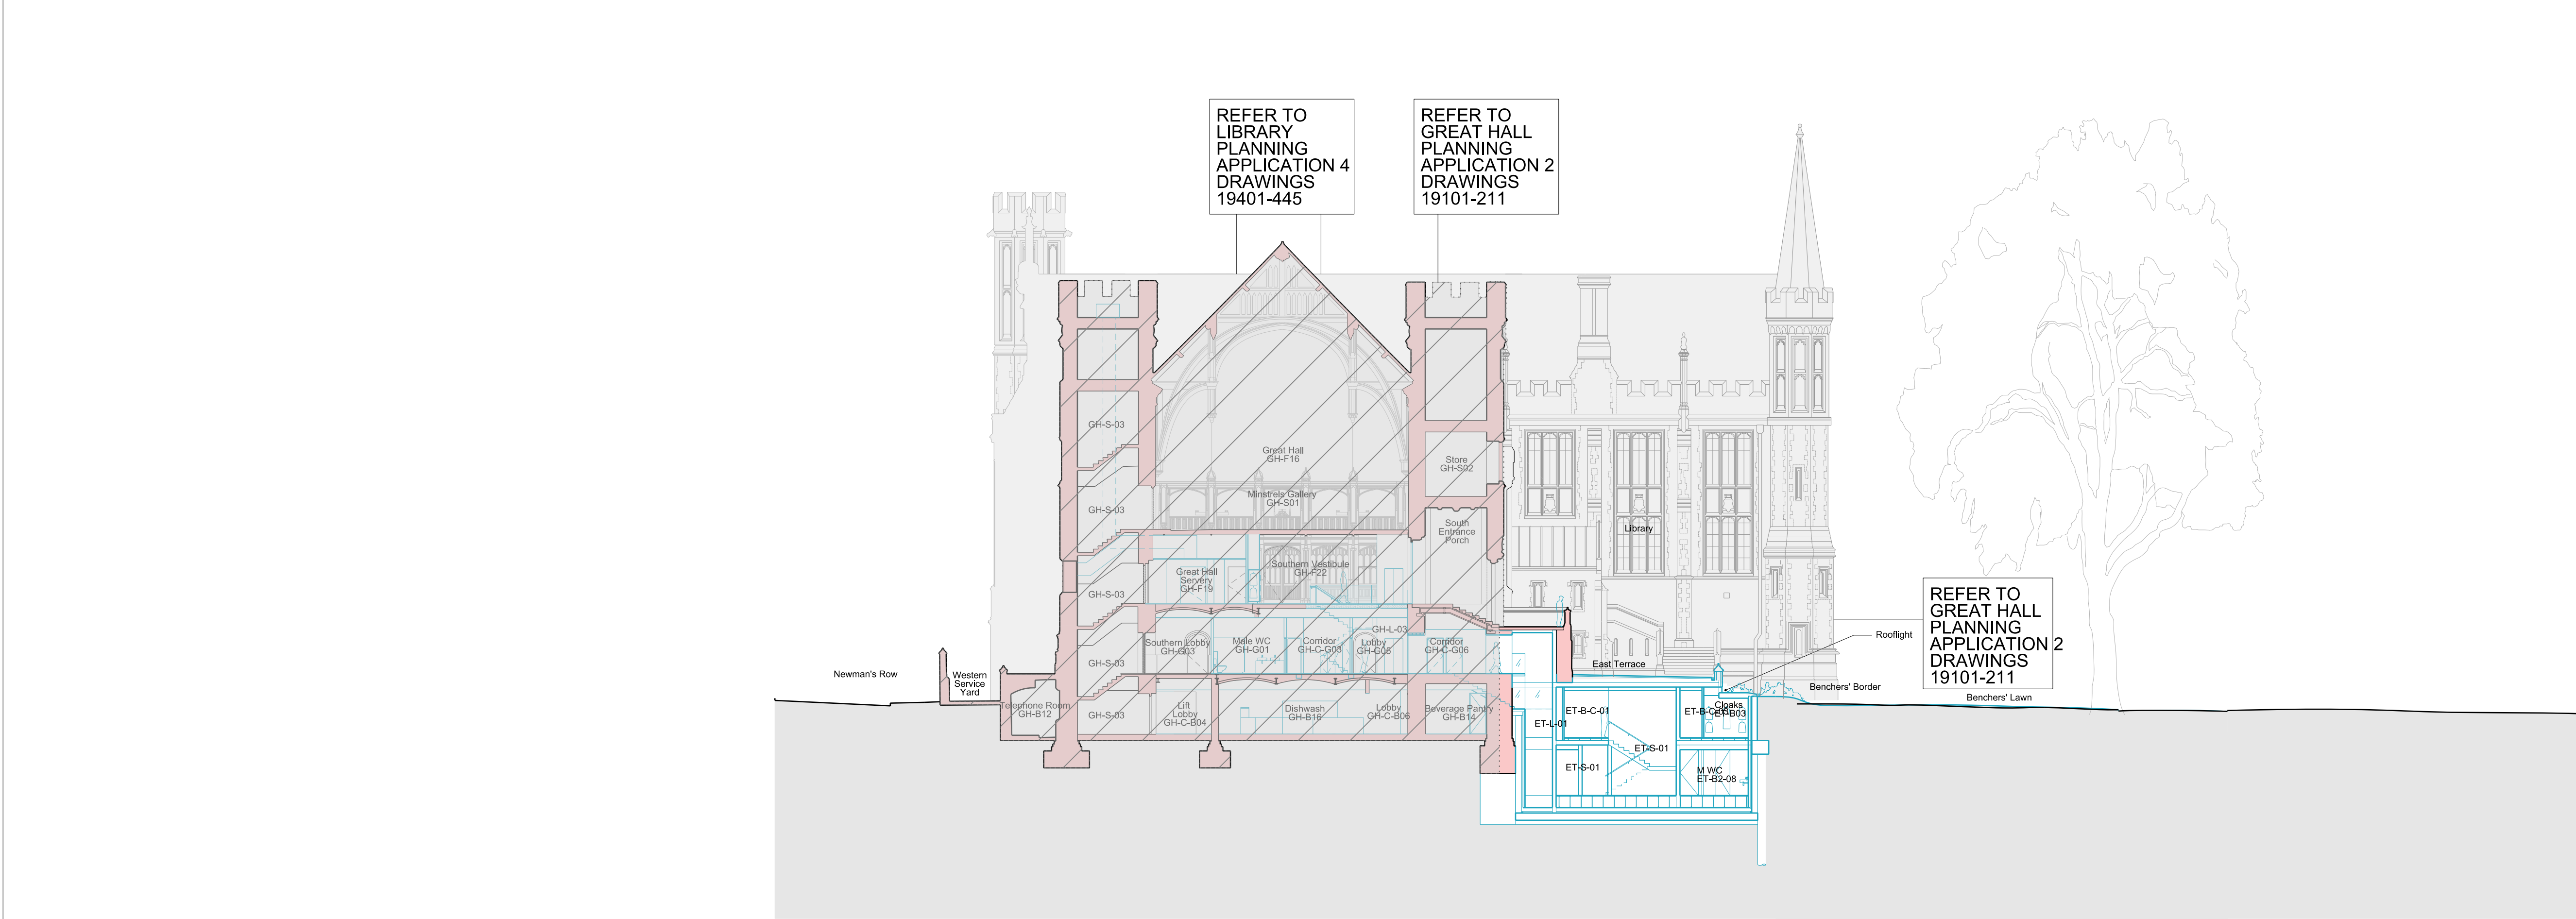 REFER TO
LIBRARY
PLANNING
APPLICATION 4
DRAWINGS
19401-445
REFER TO
GREAT HALL
PLANNING
APPLICATION 2
DRAWINGS
19101-211
GH-S-03
Great Hall
GH-F16
Store
GH-S02
Minstrels Gallery
GH-S01
GH-S-03
South
Entrance
Porch
Library
Great Hall
Servery
GH-F19
Southern Vestibule
GH-F22
GH-S-03
REFER TO
GREAT HALL
PLANNING
APPLICATION 2
DRAWINGS
19101-211
Rooflight
GH-L-03
Southern Lobby
GH-G03
Male WC
GH-G01
Corridor
GH-C-G03
Lobby
GH-G05
Corridor
GH-C-G06
GH-S-03
East Terrace
Newman's Row
Western
Service
Yard
Benchers' Border
Benchers' Lawn
Telephone Room
GH-B12
GH-S-03
Lift
Lobby
GH-C-B04
Dishwash
GH-B16
Lobby
GH-C-B06
Beverage Pantry
GH-B14
ET-L-01
ET-B-C-01
Cloaks
ET-B03
ET-S-01
ET-S-01
M WC
ET-B2-08